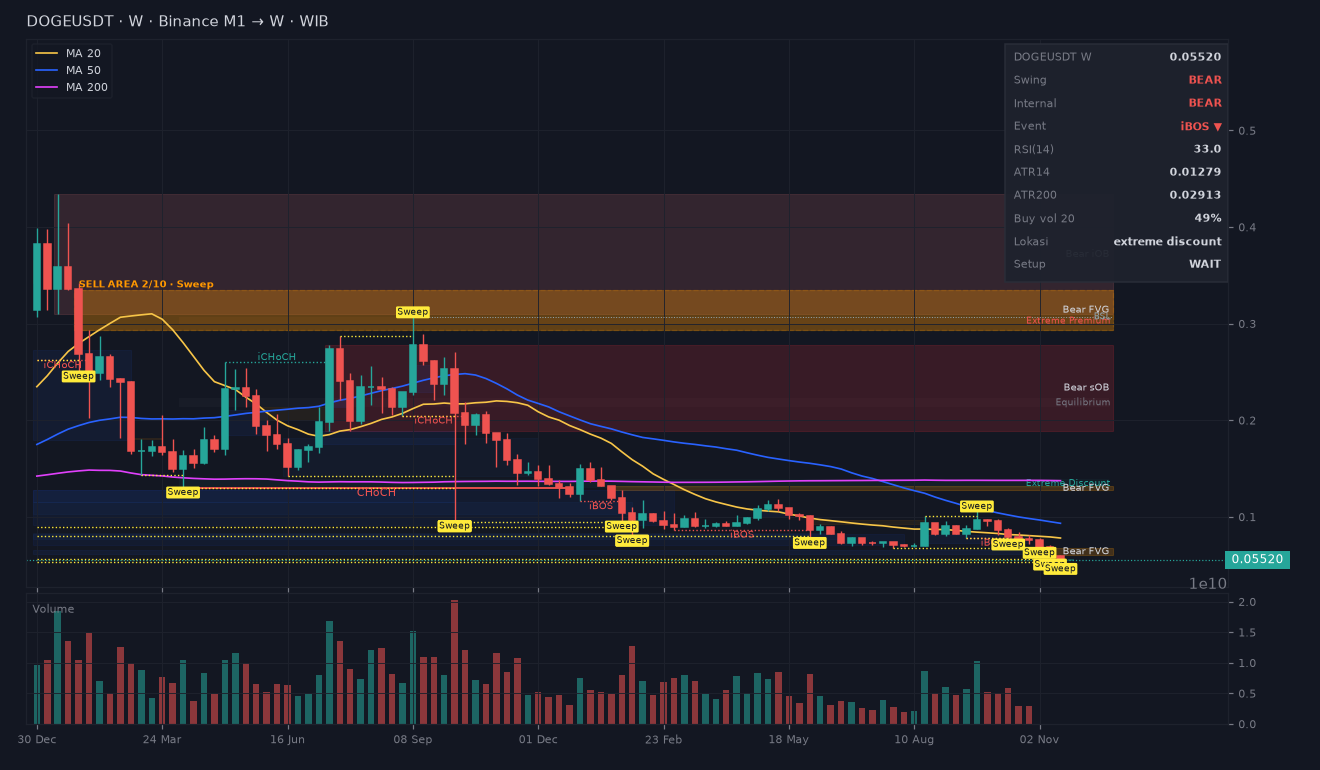 DOGEUSDT · W · Binance M1 → W · WIB
MA 20
MA 50
MA 200
DOGEUSDT W 0.05520
Swing BEAR
Internal BEAR
Event iBOS ▼
RSI(14) 33.0
ATR14 0.01279
ATR200 0.02913
Buy vol 20 49%
Lokasi extreme discount
Setup WAIT
0.5
0.4
0.3
0.2
0.1
0.05520
SELL AREA 2/10 · Sweep
Sweep
Bear FVG
Extreme Premium
iCHoCH
iCHoCH
Sweep
Bear sOB
Equilibrium
iCHoCH
Extreme Discount
Bear FVG
Sweep
CHoCH
iBOS
Sweep
Sweep
Sweep
Sweep
iBOS
Sweep
Sweep
Sweep
Bear FVG
Sweep
1e10
Volume
2.0
1.5
1.0
0.5
0.0
30 Dec
24 Mar
16 Jun
08 Sep
01 Dec
23 Feb
18 May
10 Aug
02 Nov